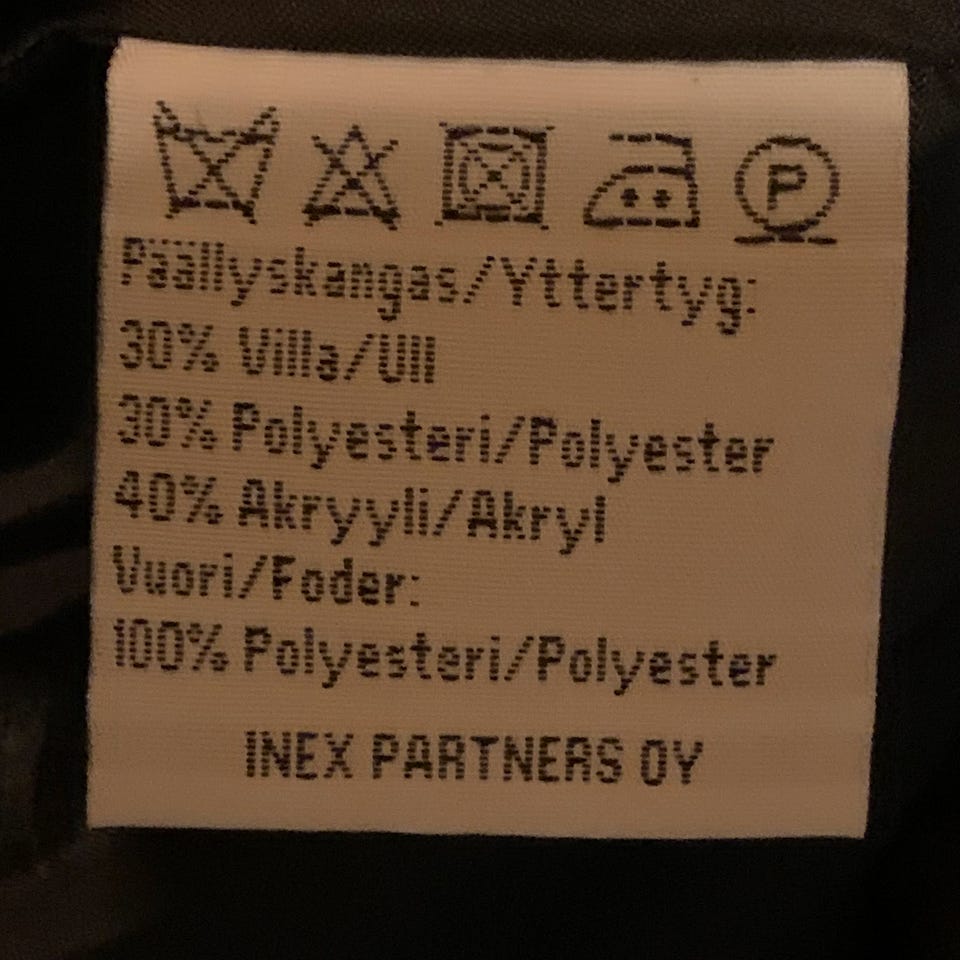 P
Päällyskangas/Yttertyg:
30% Villa/Ull
30% Polyesteri/Polyester
40% Akryyli/Akryl
Vuori/Foder:
100% Polyesteri/Polyester
INEX PARTNERS OY